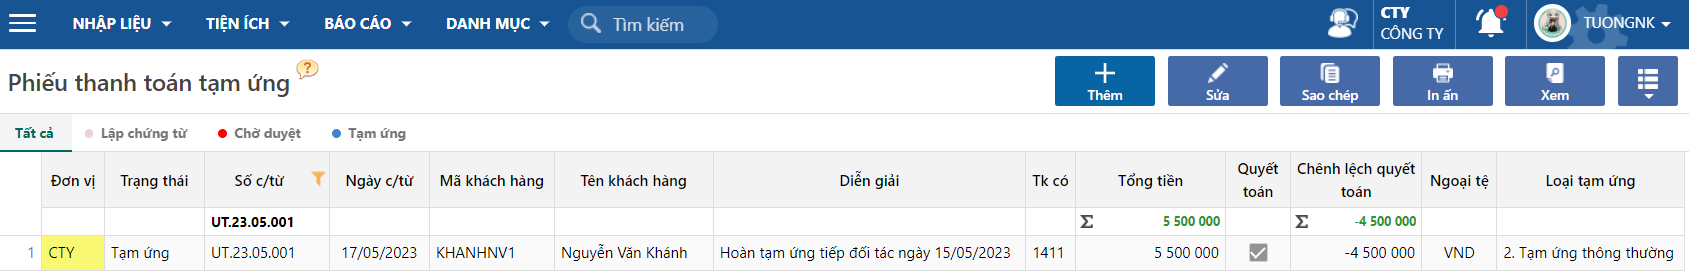 NHẬP LIỆU TIỆN ÍCH BÁO CÁO DANH MỤC Tìm kiếm CTY CÔNG TY TUONGNK
Phiếu thanh toán tạm ứng ? Thêm Sửa Sao chép In ấn Xem
Tất cả Lập chứng từ Chờ duyệt Tạm ứng
Đơn vị Trạng thái Số c/từ Ngày c/từ Mã khách hàng Tên khách hàng Diễn giải Tk có Tổng tiền Quyết toán Chênh lệch quyết toán Ngoại tệ Loại tạm ứng
UT.23.05.001 Σ 5 500 000 Σ -4 500 000
1 CTY Tạm ứng UT.23.05.001 17/05/2023 KHANHNV1 Nguyễn Văn Khánh Hoàn tạm ứng tiếp đối tác ngày 15/05/2023 1411 5 500 000 -4 500 000 VND 2. Tạm ứng thông thường